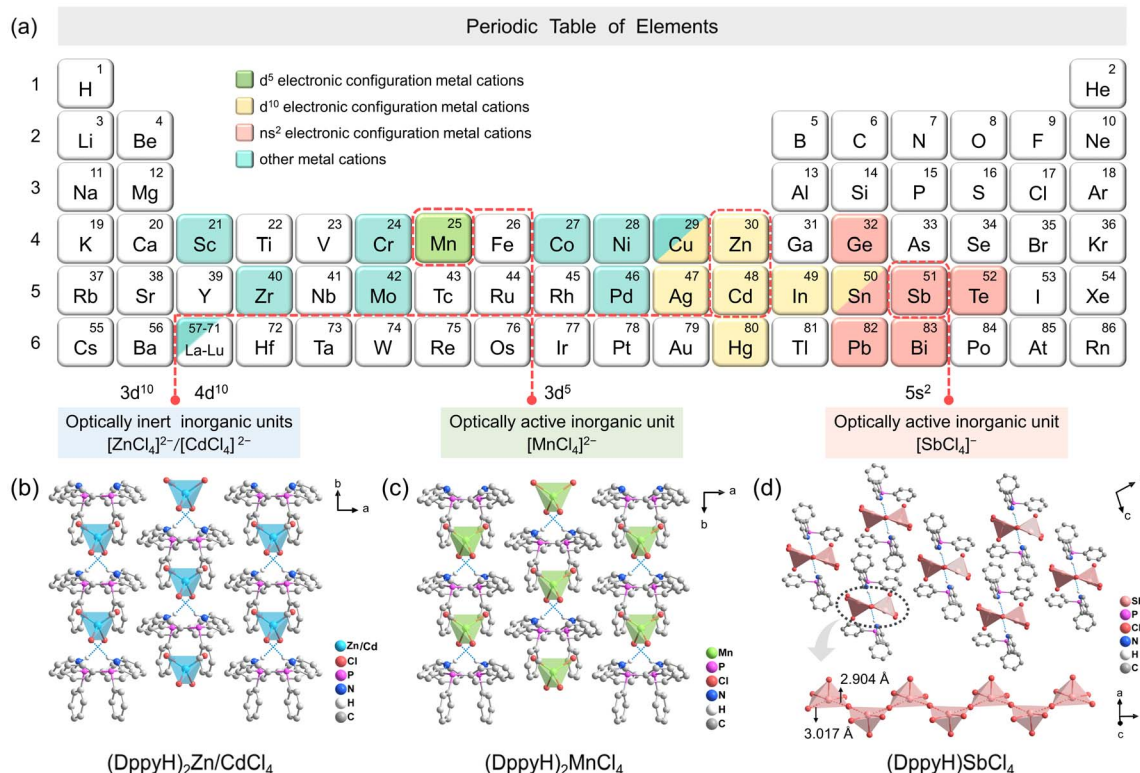 (a)
Periodic Table of Elements
d⁵ electronic configuration metal cations
d¹⁰ electronic configuration metal cations
ns² electronic configuration metal cations
other metal cations
1
1 H
2 He
2
3 Li
4 Be
5 B
6 C
7 N
8 O
9 F
10 Ne
3
11 Na
12 Mg
13 Al
14 Si
15 P
16 S
17 Cl
18 Ar
4
19 K
20 Ca
21 Sc
22 Ti
23 V
24 Cr
25 Mn
26 Fe
27 Co
28 Ni
29 Cu
30 Zn
31 Ga
32 Ge
33 As
34 Se
35 Br
36 Kr
5
37 Rb
38 Sr
39 Y
40 Zr
41 Nb
42 Mo
43 Tc
44 Ru
45 Rh
46 Pd
47 Ag
48 Cd
49 In
50 Sn
51 Sb
52 Te
53 I
54 Xe
6
55 Cs
56 Ba
57-71 La-Lu
72 Hf
73 Ta
74 W
75 Re
76 Os
77 Ir
78 Pt
79 Au
80 Hg
81 Tl
82 Pb
83 Bi
84 Po
85 At
86 Rn
3d¹⁰ 4d¹⁰
3d⁵
5s²
Optically inert inorganic units
[ZnCl₄]²⁻/[CdCl₄]²⁻
Optically active inorganic unit
[MnCl₄]²⁻
Optically active inorganic unit
[SbCl₄]⁻
(b)
b
a
Zn/Cd
Cl
P
N
H
C
(DppyH)₂Zn/CdCl₄
(c)
a
b
Mn
P
Cl
N
H
C
(DppyH)₂MnCl₄
(d)
c
P
N
H
C
2.904 Å
3.017 Å
a
c
(DppyH)SbCl₄